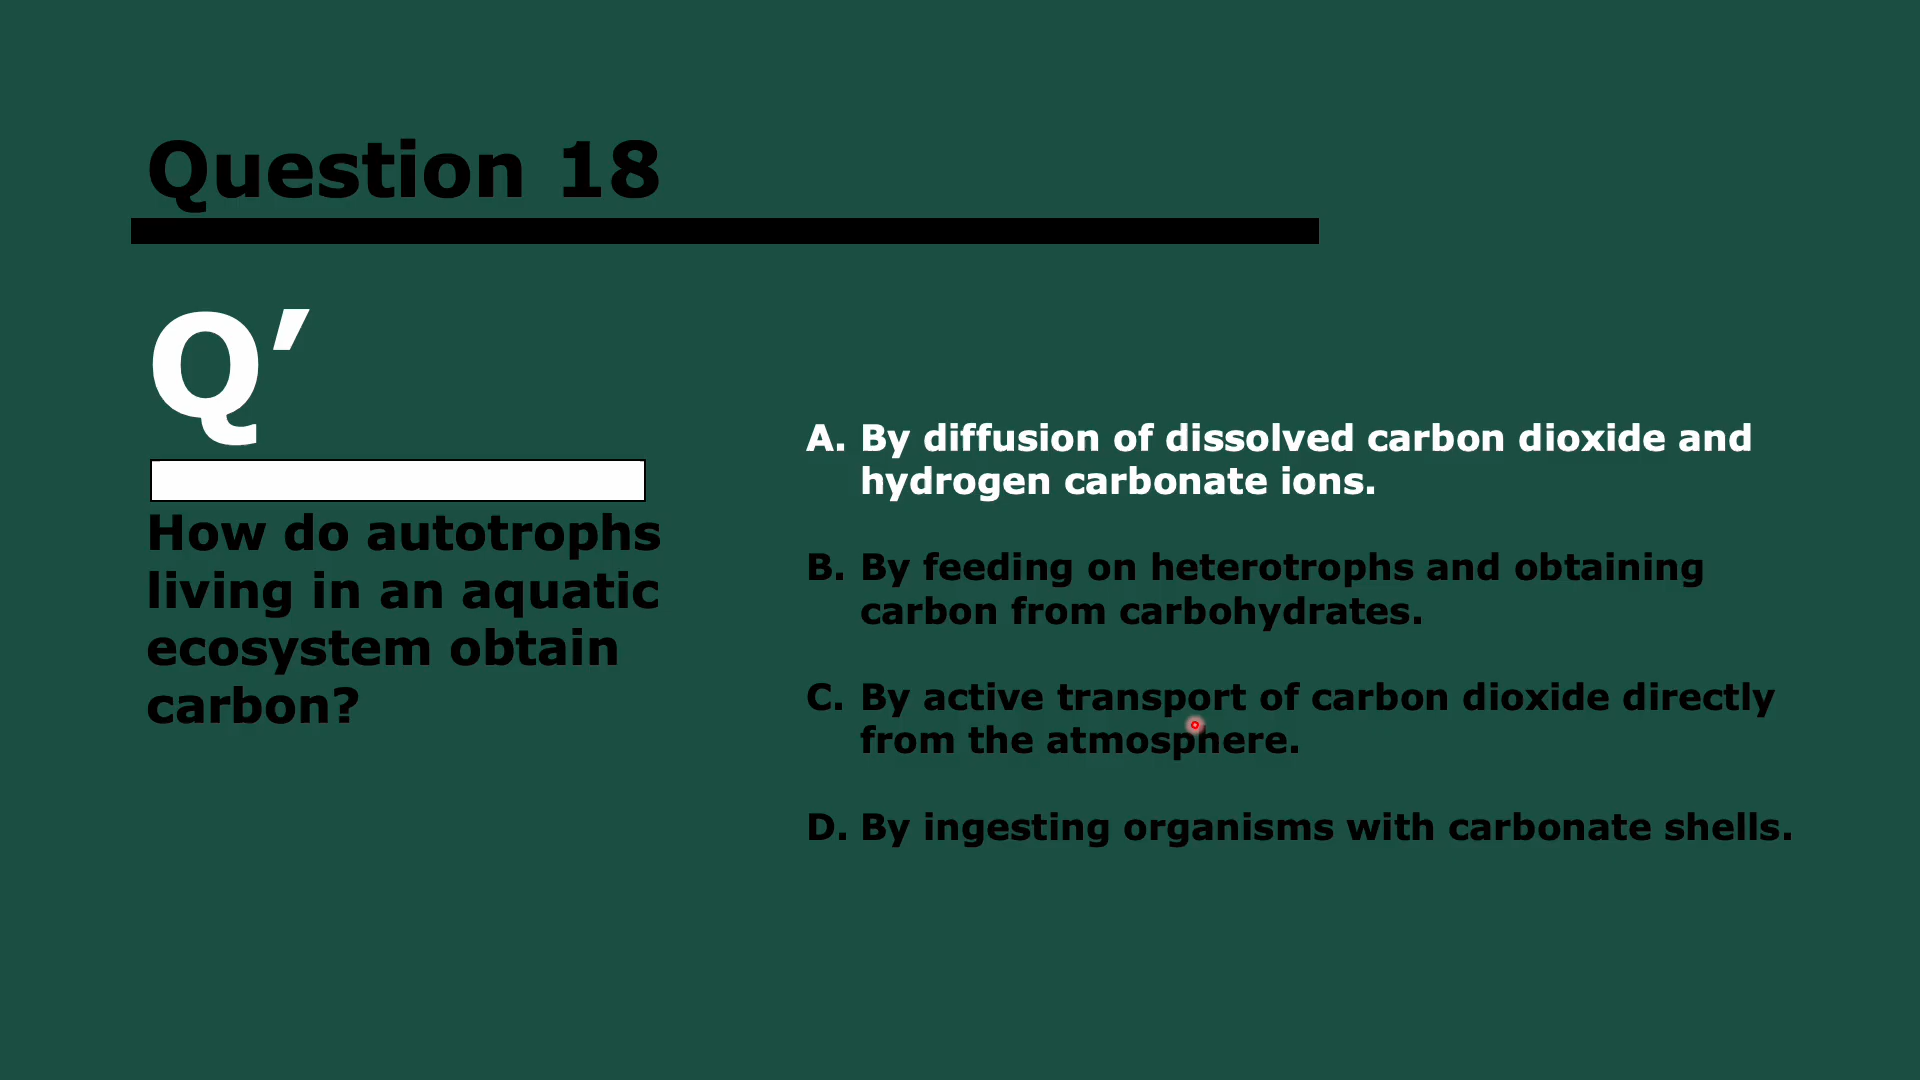 Question 18
Q’
How do autotrophs
living in an aquatic
ecosystem obtain
carbon?
A. By diffusion of dissolved carbon dioxide and
hydrogen carbonate ions.
B. By feeding on heterotrophs and obtaining
carbon from carbohydrates.
C. By active transport of carbon dioxide directly
from the atmosphere.
D. By ingesting organisms with carbonate shells.